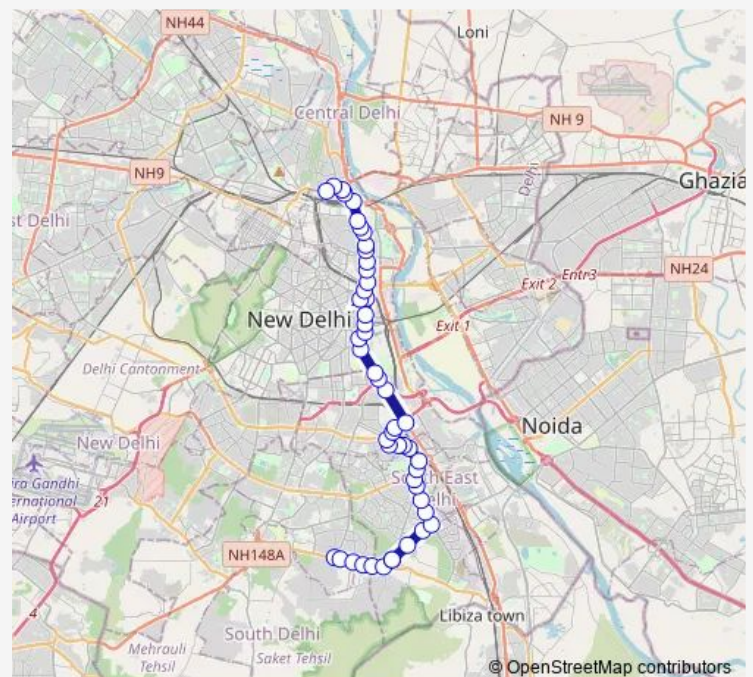 NH44
Loni
Central Delhi
NH 9
NH9
Delhi
Ghazia
st Delhi
NH24
Exit 2
Entr3
New Delhi
Exit 1
Delhi Cantonment
Noida
New Delhi
ira Gandhi
ernational
Airport
21
South East
Delhi
NH148A
4
Libiza town
South Delhi
Mehrauli
Tehsil
Saket Tehsil
© OpenStreetMap contributors